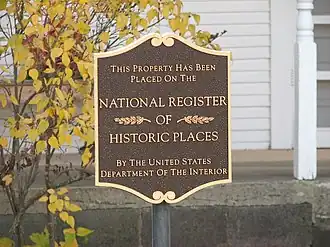 THIS PROPERTY HAS BEEN
PLACED ON THE
NATIONAL REGISTER
OF
HISTORIC PLACES
BY THE UNITED STATES
DEPARTMENT OF THE INTERIOR